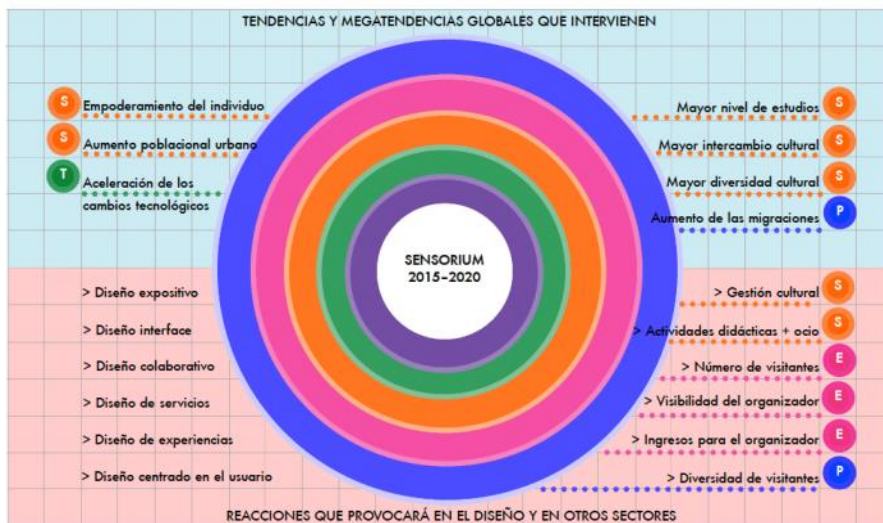 TENDENCIAS Y MEGATENDENCIAS GLOBALES QUE INTERVIENEN
S Empoderamiento del individuo
S Aumento poblacional urbano
T Aceleración de los
cambios tecnológicos
Mayor nivel de estudios S
Mayor intercambio cultural S
Mayor diversidad cultural S
Aumento de las migraciones P
SENSORIUM
2015–2020
> Diseño expositivo
> Diseño interface
> Diseño colaborativo
> Diseño de servicios
> Diseño de experiencias
> Diseño centrado en el usuario
> Gestión cultural S
> Actividades didácticas + ocio S
> Número de visitantes E
> Visibilidad del organizador E
> Ingresos para el organizador E
> Diversidad de visitantes P
REACCIONES QUE PROVOCARÁ EN EL DISEÑO Y EN OTROS SECTORES